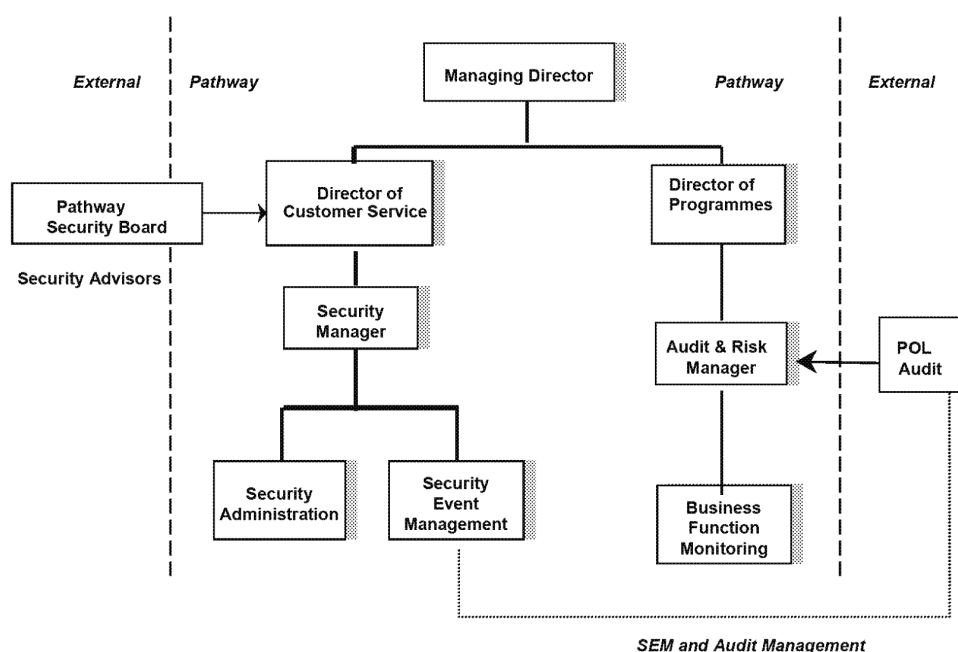 Managing Director
External
Pathway
Pathway
External
Director of
Customer Service
Director of
Programmes
Pathway
Security Board
Security Advisors
Security
Manager
Audit & Risk
Manager
POL
Audit
Security
Administration
Security
Event
Management
Business
Function
Monitoring
SEM and Audit Management